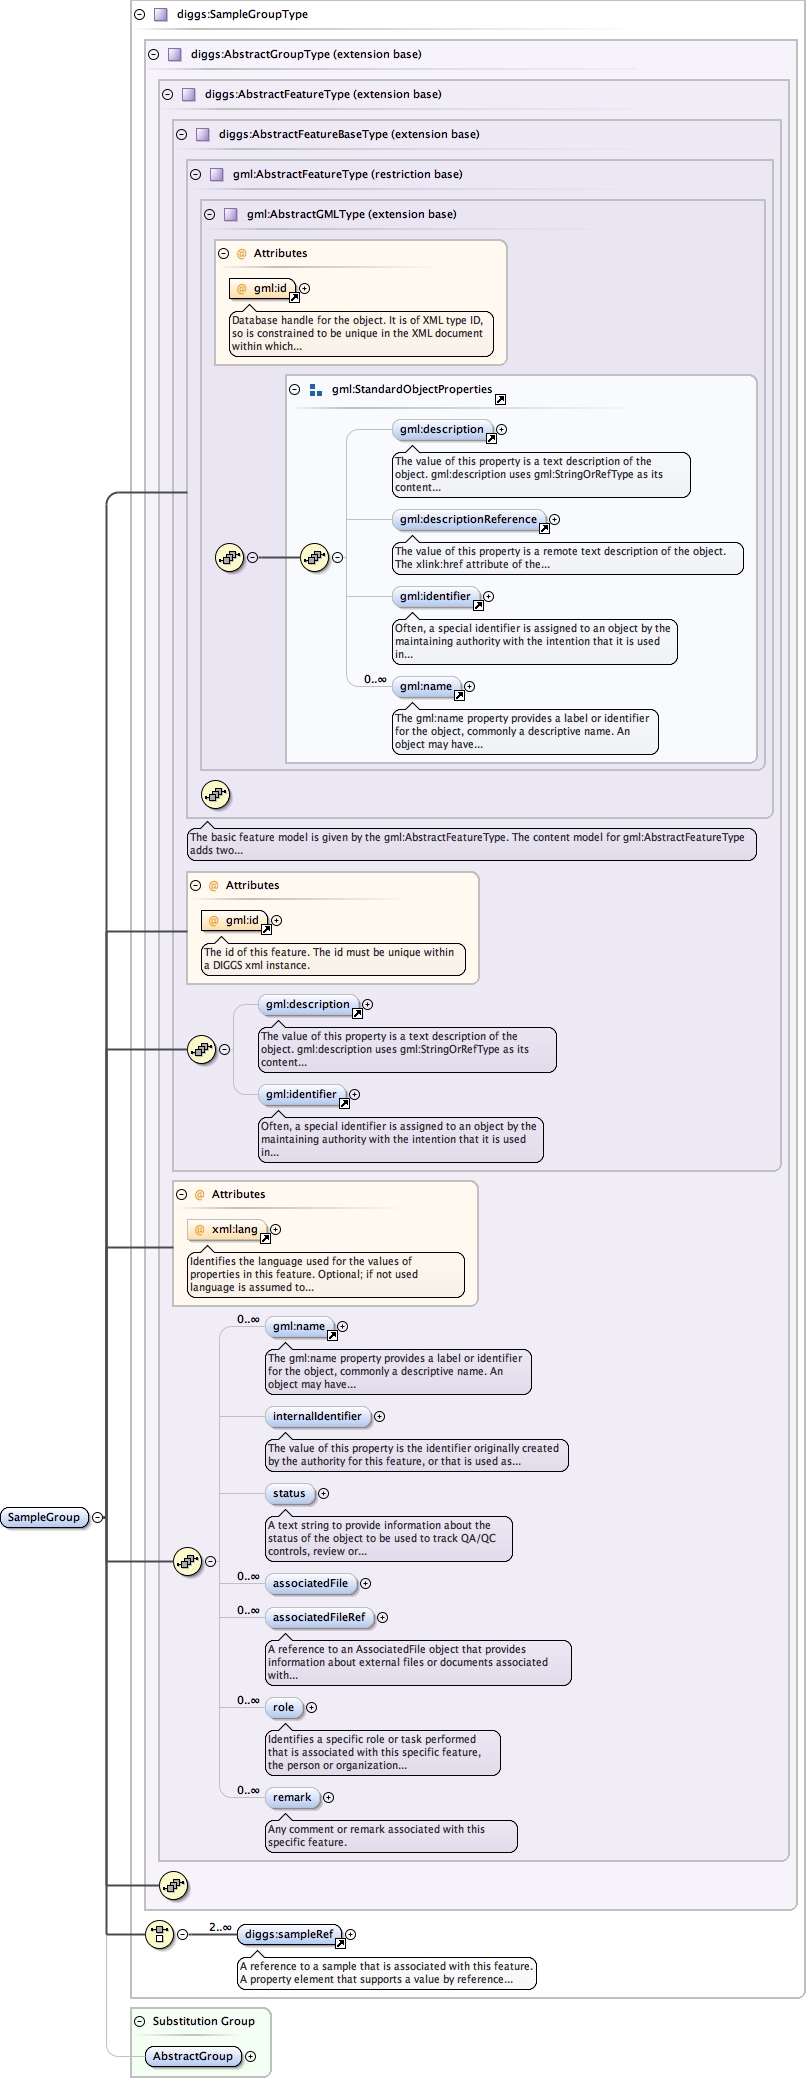 diggs:SampleGroupType
diggs:AbstractGroupType (extension base)
diggs:AbstractFeatureType (extension base)
diggs:AbstractFeatureBaseType (extension base)
gml:AbstractFeatureType (restriction base)
gml:AbstractGMLType (extension base)
@ Attributes
@ gml:id
Database handle for the object. It is of XML type ID,
so is constrained to be unique in the XML document
within which...
gml:StandardObjectProperties
gml:description
The value of this property is a text description of the
object. gml:description uses gml:StringOrRefType as its
content...
gml:descriptionReference
The value of this property is a remote text description of the object.
The xlink:href attribute of the...
gml:identifier
Often, a special identifier is assigned to an object by the
maintaining authority with the intention that it is used
in...
0..∞
gml:name
The gml:name property provides a label or identifier
for the object, commonly a descriptive name. An
object may have...
The basic feature model is given by the gml:AbstractFeatureType. The content model for gml:AbstractFeatureType
adds two...
@ Attributes
@ gml:id
The id of this feature. The id must be unique within
a DIGGS xml instance.
gml:description
The value of this property is a text description of the
object. gml:description uses gml:StringOrRefType as its
content...
gml:identifier
Often, a special identifier is assigned to an object by the
maintaining authority with the intention that it is used
in...
@ Attributes
@ xml:lang
Identifies the language used for the values of
properties in this feature. Optional; if not used
language is assumed to...
0..∞
gml:name
The gml:name property provides a label or identifier
for the object, commonly a descriptive name. An
object may have...
internalIdentifier
The value of this property is the identifier originally created
by the authority for this feature, or that is used as...
status
A text string to provide information about the
status of the object to be used to track QA/QC
controls, review or...
SampleGroup
0..∞
associatedFile
0..∞
associatedFileRef
A reference to an AssociatedFile object that provides
information about external files or documents associated
with...
0..∞
role
Identifies a specific role or task performed
that is associated with this specific feature,
the person or organization...
0..∞
remark
Any comment or remark associated with this
specific feature.
2..∞
diggs:sampleRef
A reference to a sample that is associated with this feature.
A property element that supports a value by reference...
Substitution Group
AbstractGroup